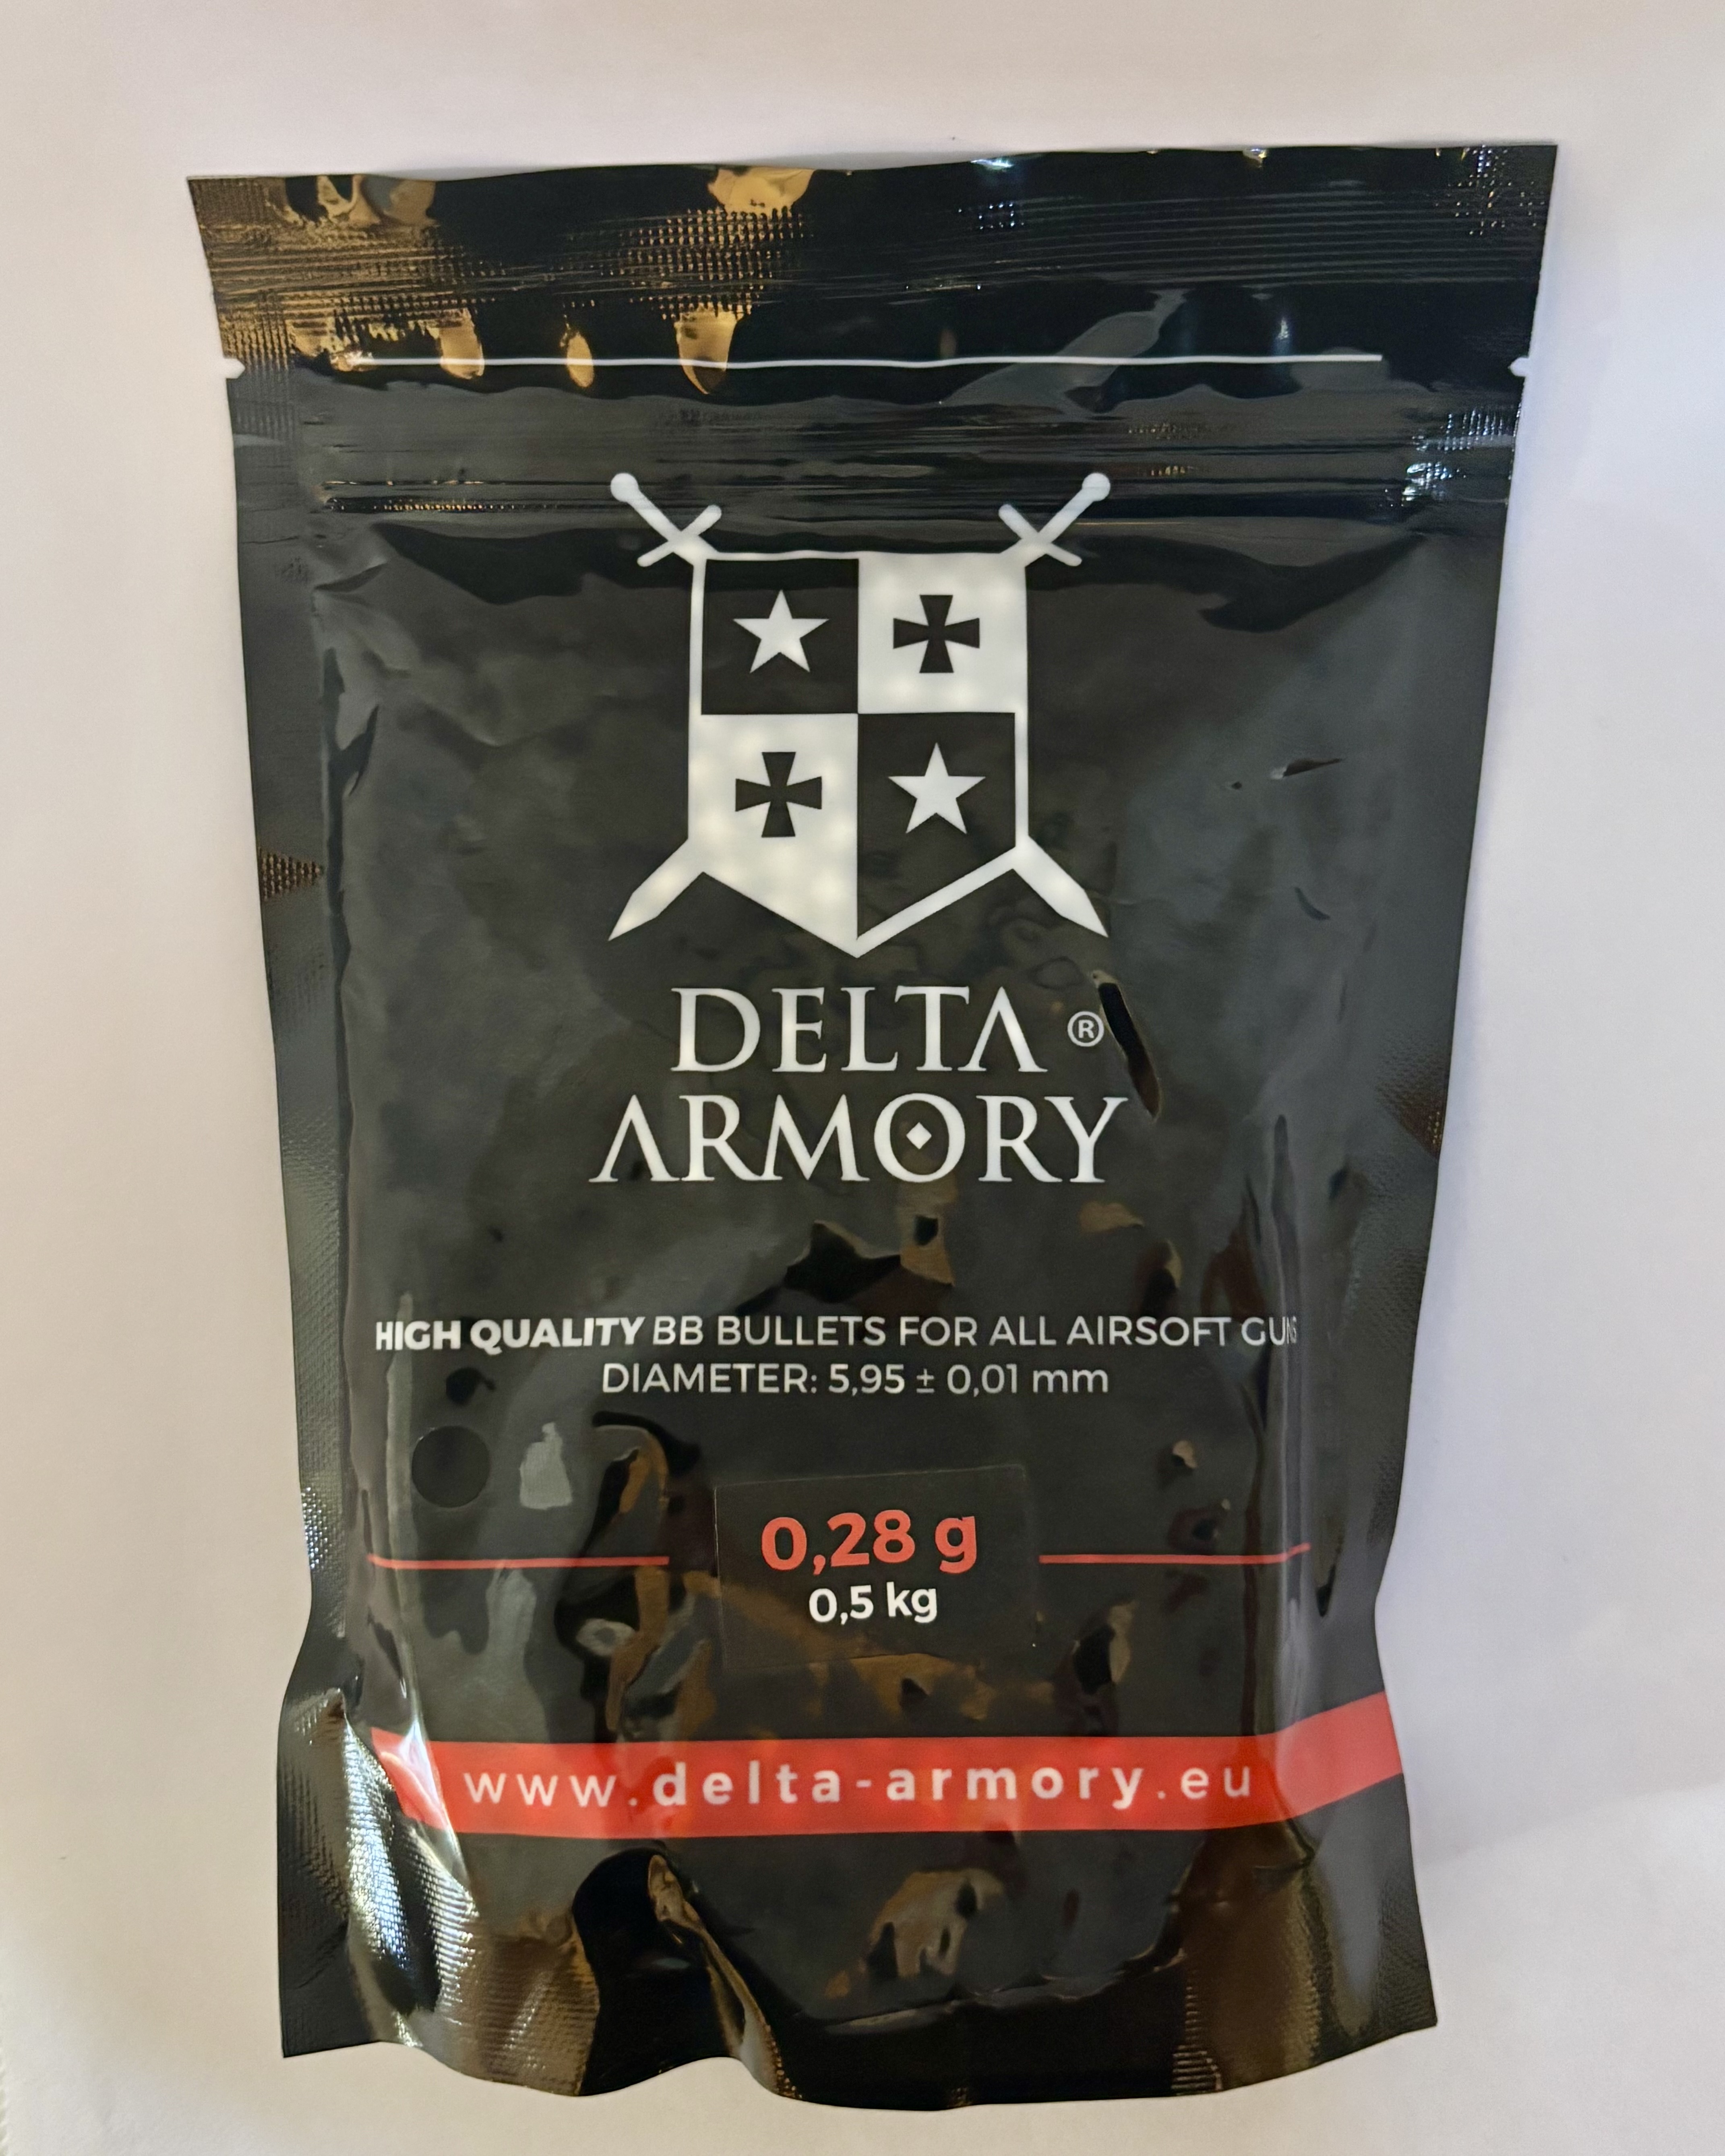 DELTA ®
ARMORY
HIGH QUALITY BB BULLETS FOR ALL AIRSOFT GUNS
DIAMETER: 5,95 ± 0,01 mm
0,28 g
0,5 kg
www.delta-armory.eu